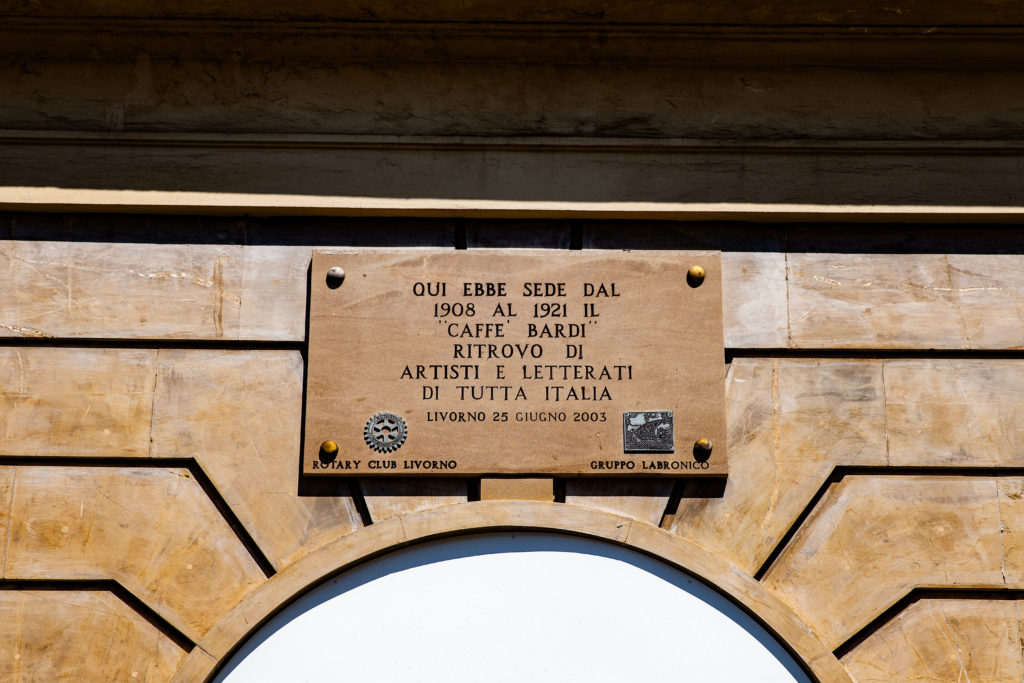 QUI EBBE SEDE DAL
1908 AL 1921 IL
"CAFFE' BARDI"
RITROVO DI
ARTISTI E LETTERATI
DI TUTTA ITALIA
LIVORNO 25 GIUGNO 2003
ROTARY CLUB LIVORNO
GRUPPO LABRONICO